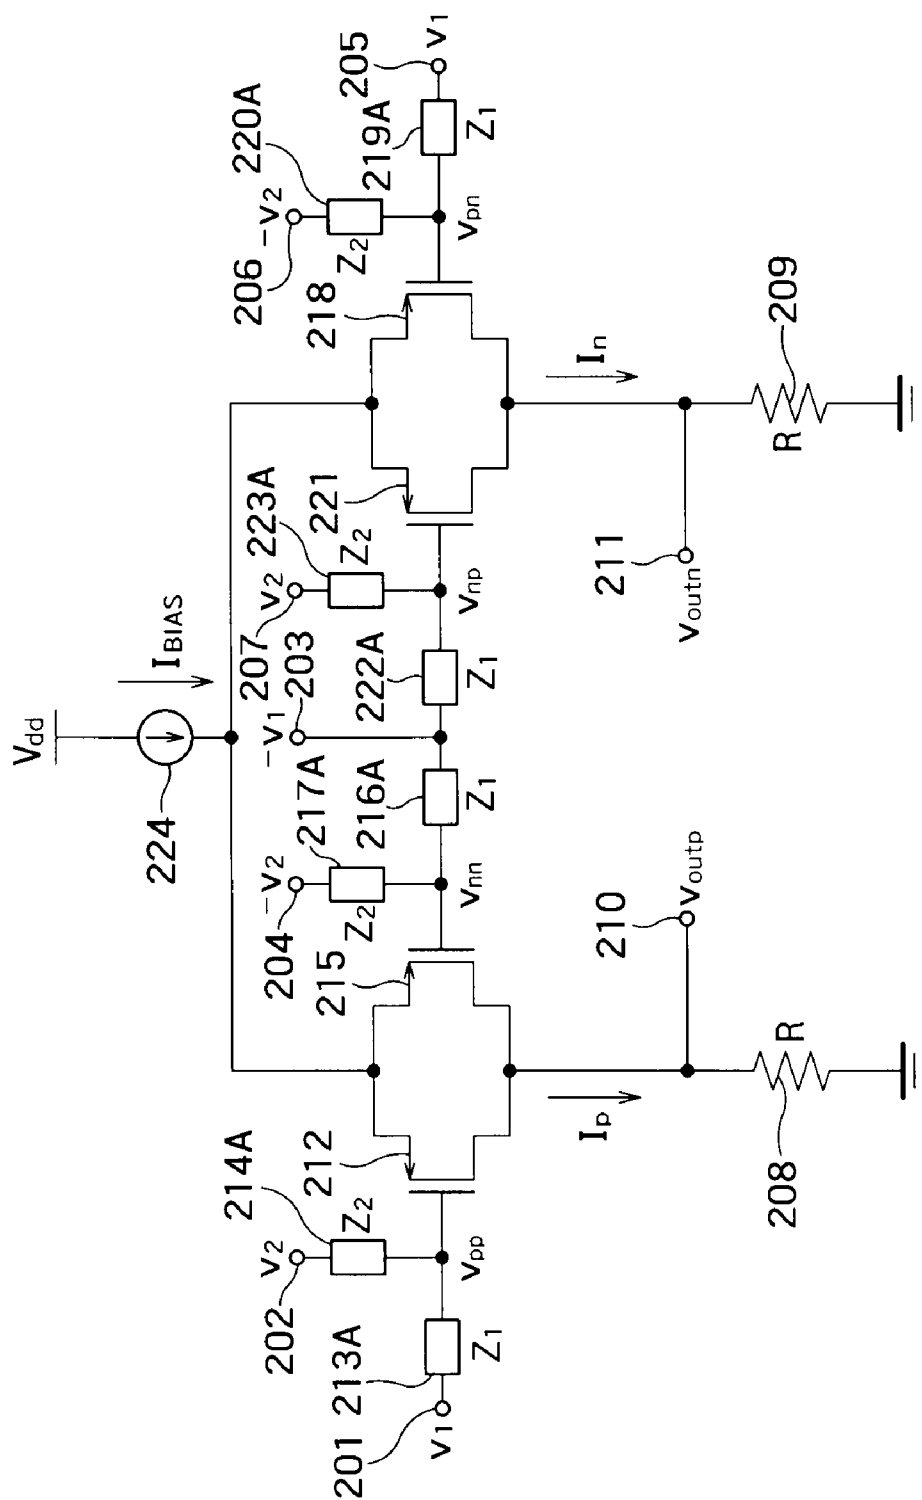 Vdd
224
IBIAS
V1
201
213A
Z1
V2
202
214A
Z2
Vpp
212
215
-V2
204
217A
Z2
Vnn
216A
Z1
-V1
203
222A
Z1
V2
207
223A
Z2
Vnp
221
218
-V2
206
220A
Z2
Vpn
219A
Z1
V1
205
Ip
In
210
Voutp
211
Voutn
208
R
209
R